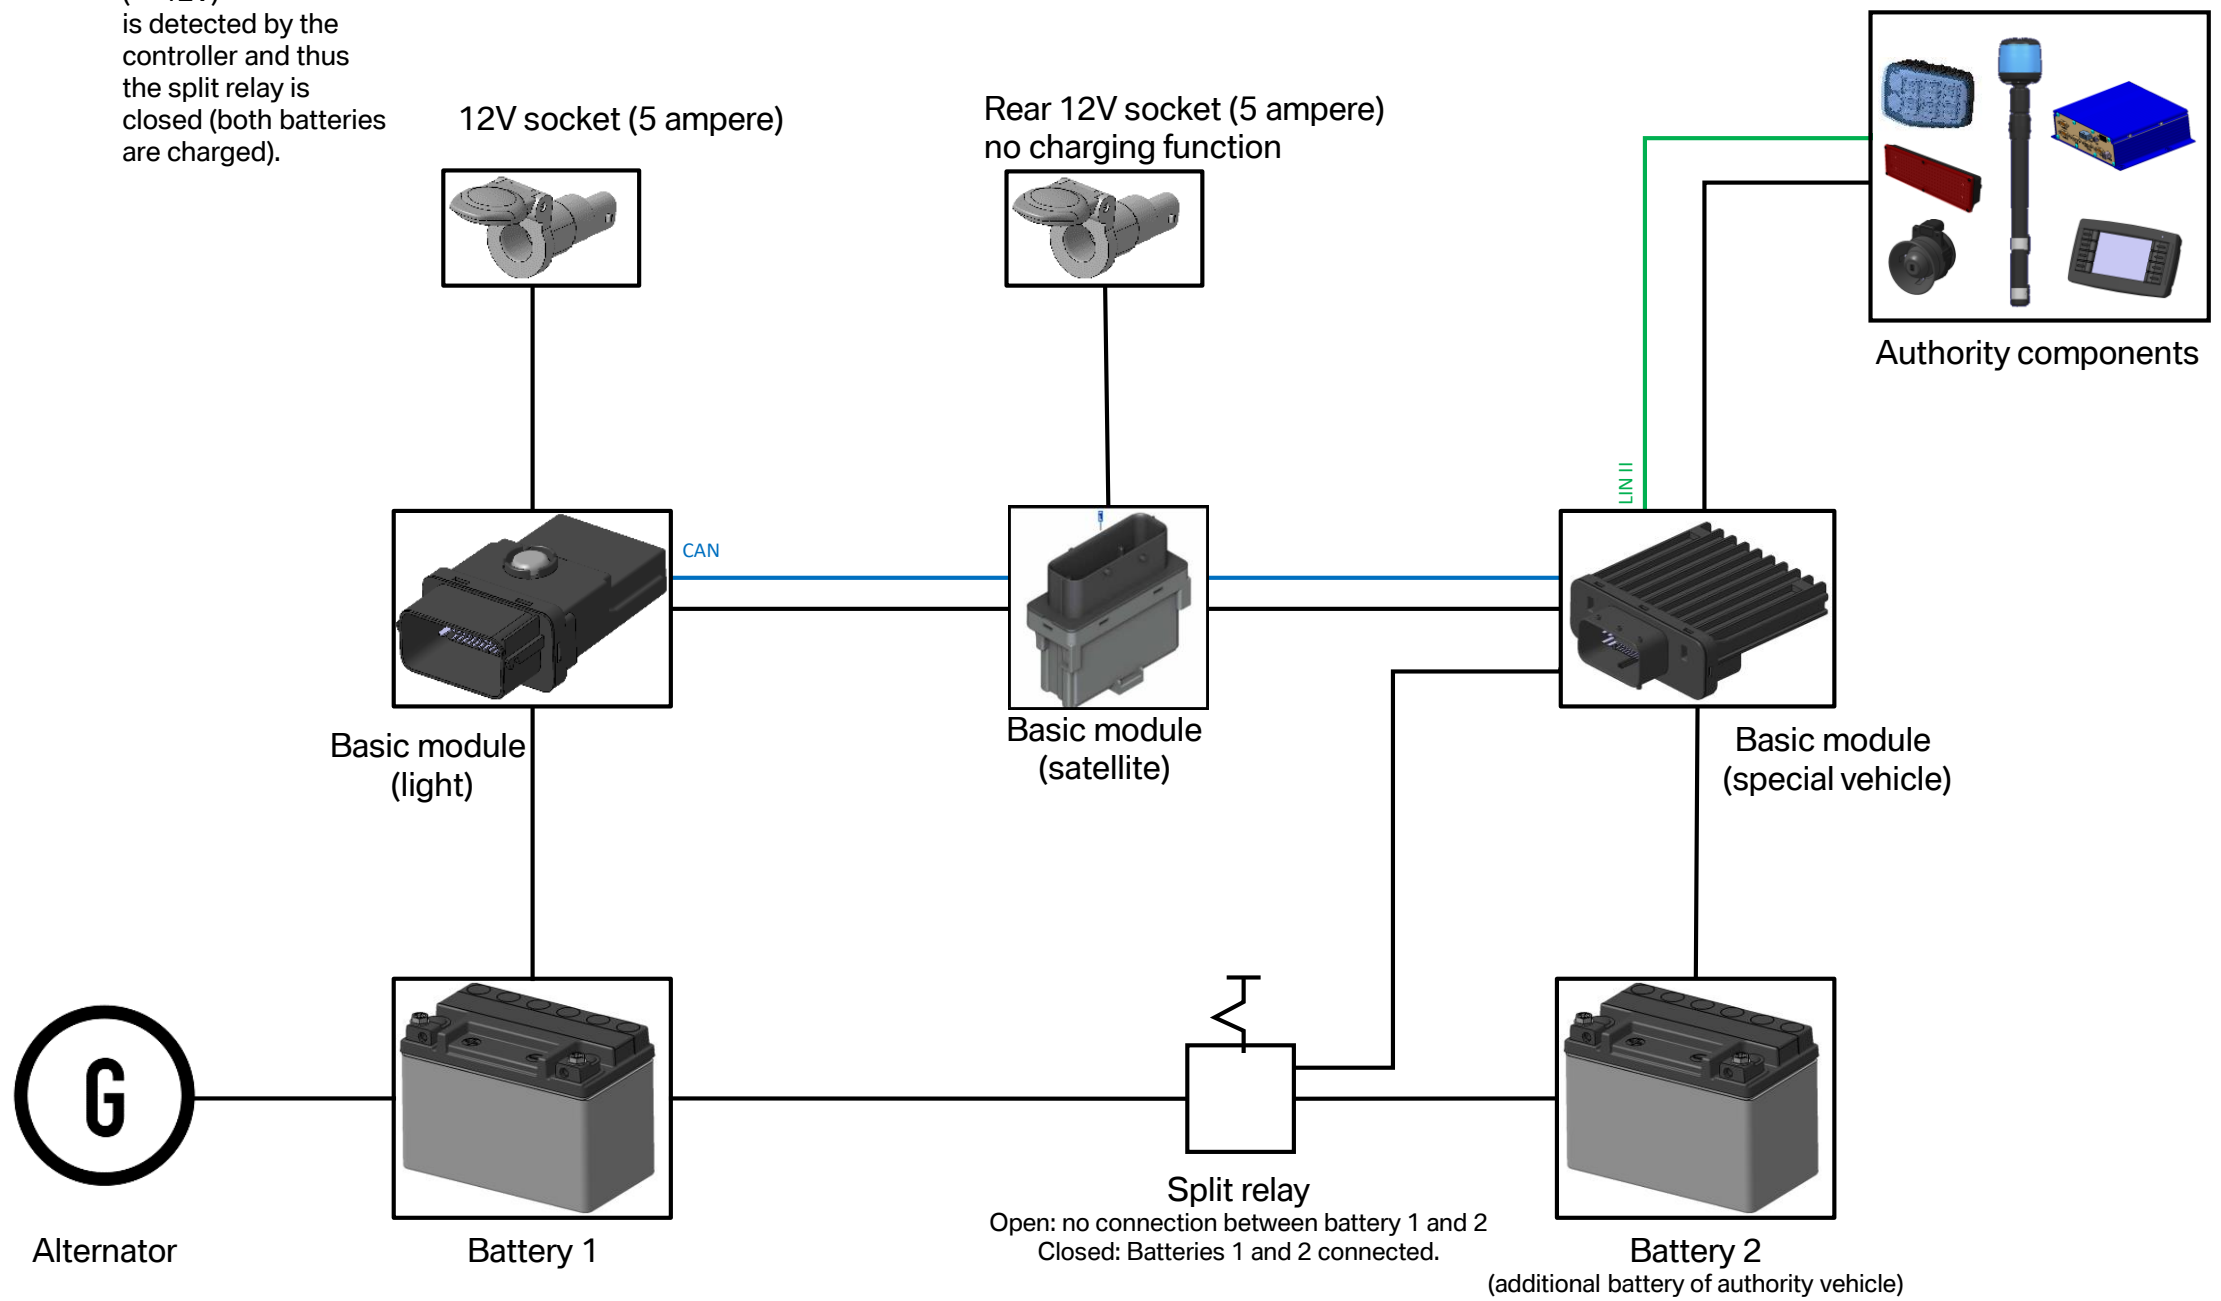 is detected by the
controller and thus
the split relay is
closed (both batteries
are charged).
12V socket (5 ampere)
Rear 12V socket (5 ampere)
no charging function
Authority components
LIN II
CAN
Basic module
(light)
Basic module
(satellite)
Basic module
(special vehicle)
G
Alternator
Battery 1
Split relay
Open: no connection between battery 1 and 2
Closed: Batteries 1 and 2 connected.
Battery 2
(additional battery of authority vehicle)